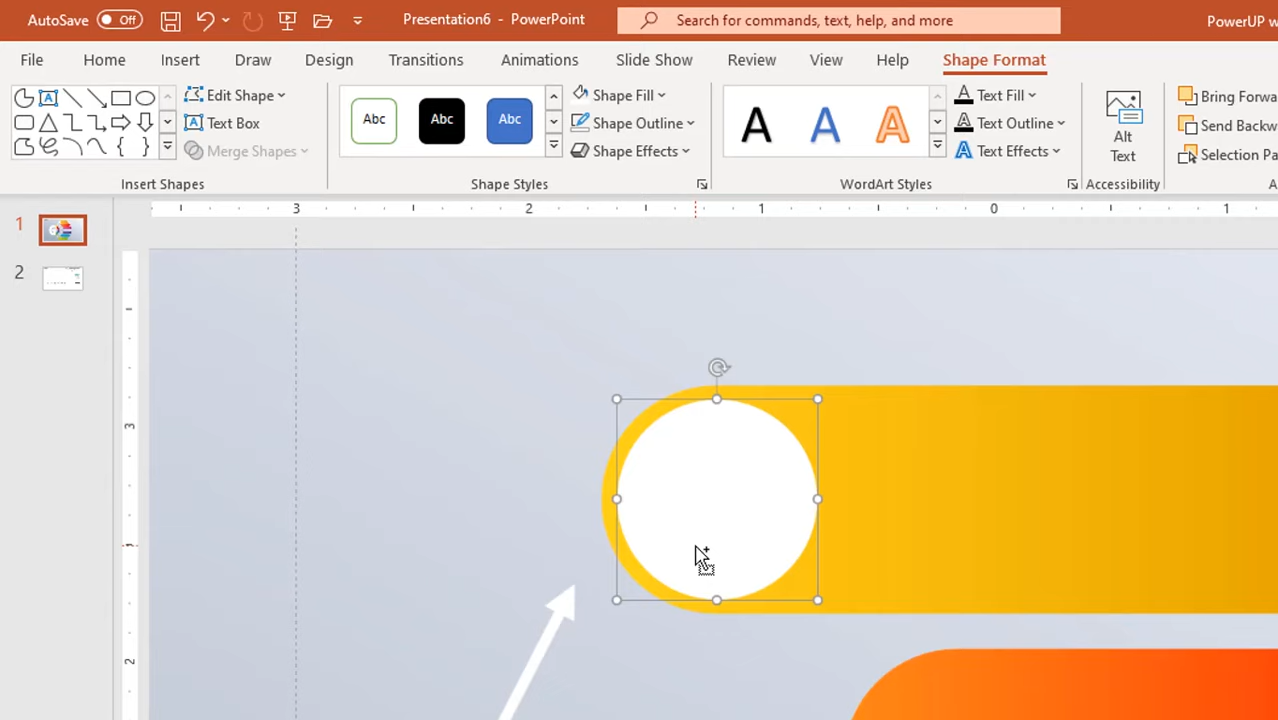 AutoSave Off Presentation6 - PowerPoint Search for commands, text, help, and more PowerUP w
File Home Insert Draw Design Transitions Animations Slide Show Review View Help Shape Format
Edit Shape Shape Fill Text Fill Bring Forwa
Abc Abc Abc A A A
Text Box Shape Outline Text Outline Alt Text Send Backw
Merge Shapes Shape Effects Text Effects Selection Pa
Insert Shapes Shape Styles WordArt Styles Accessibility A
3 2 1 0 1
1
2
3
2